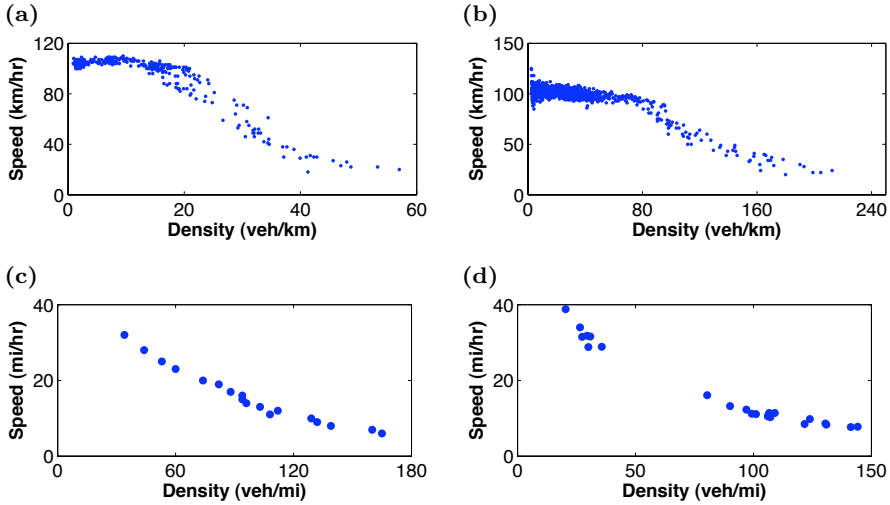 (a)
120
80
40
0
Speed (km/hr)
0 20 40 60
Density (veh/km)
(b)
150
100
50
0
Speed (km/hr)
0 80 160 240
Density (veh/km)
(c)
40
20
0
Speed (mi/hr)
0 60 120 180
Density (veh/mi)
(d)
40
20
0
Speed (mi/hr)
0 50 100 150
Density (veh/mi)